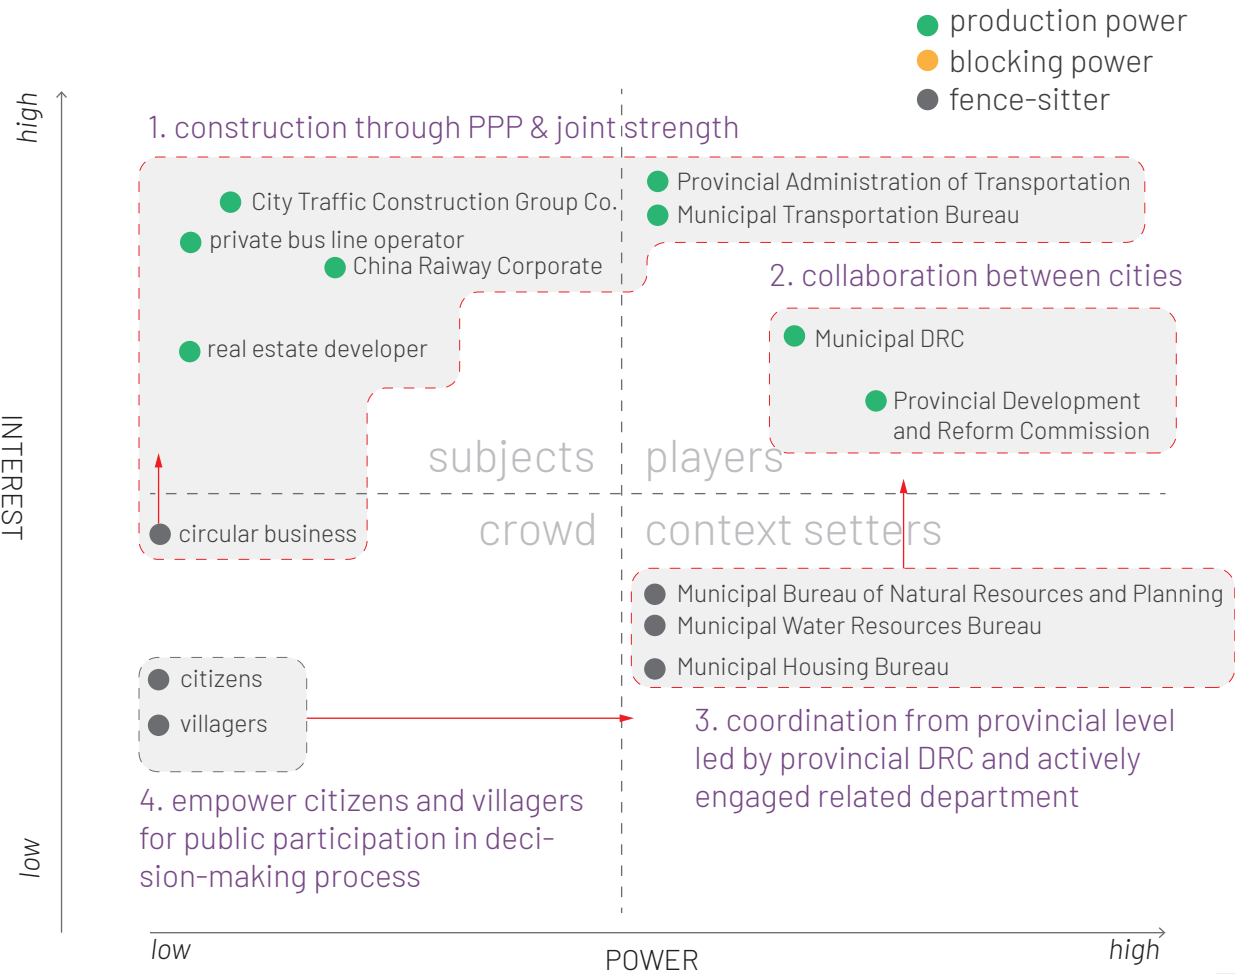 production power
blocking power
fence-sitter
high
1. construction through PPP & joint strength
Provincial Administration of Transportation
City Traffic Construction Group Co.
Municipal Transportation Bureau
private bus line operator
China Raiway Corporate
2. collaboration between cities
Municipal DRC
real estate developer
Provincial Development
and Reform Commission
INTEREST
subjects
players
circular business
crowd
context setters
Municipal Bureau of Natural Resources and Planning
Municipal Water Resources Bureau
Municipal Housing Bureau
citizens
villagers
3. coordination from provincial level
led by provincial DRC and actively
engaged related department
4. empower citizens and villagers
for public participation in deci-
sion-making process
low
low
POWER
high